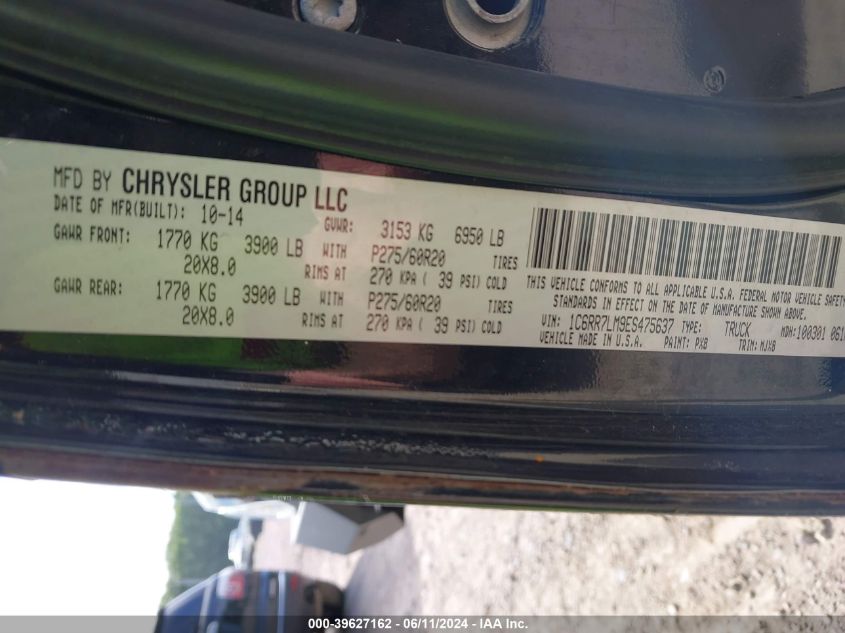 MFD BY CHRYSLER GROUP LLC
DATE OF MFR(BUILT): 10-14 GVWR: 3153 KG 6950 LB
GAWR FRONT: 1770 KG 3900 LB WITH P275/60R20 TIRES
20X8.0 RIMS AT 270 KPA ( 39 PSI) COLD
GAWR REAR: 1770 KG 3900 LB WITH P275/60R20 TIRES
20X8.0 RIMS AT 270 KPA ( 39 PSI) COLD
THIS VEHICLE CONFORMS TO ALL APPLICABLE U.S.A. FEDERAL MOTOR VEHICLE SAFETY
STANDARDS IN EFFECT ON THE DATE OF MANUFACTURE SHOWN ABOVE.
VIN: 1C6RR7LM9ES475637 TYPE: TRUCK MDH: 100301
VEHICLE MADE IN U.S.A. PAINT: PXB TRIM: MJX8
000-39627162 - 06/11/2024 - IAA Inc.